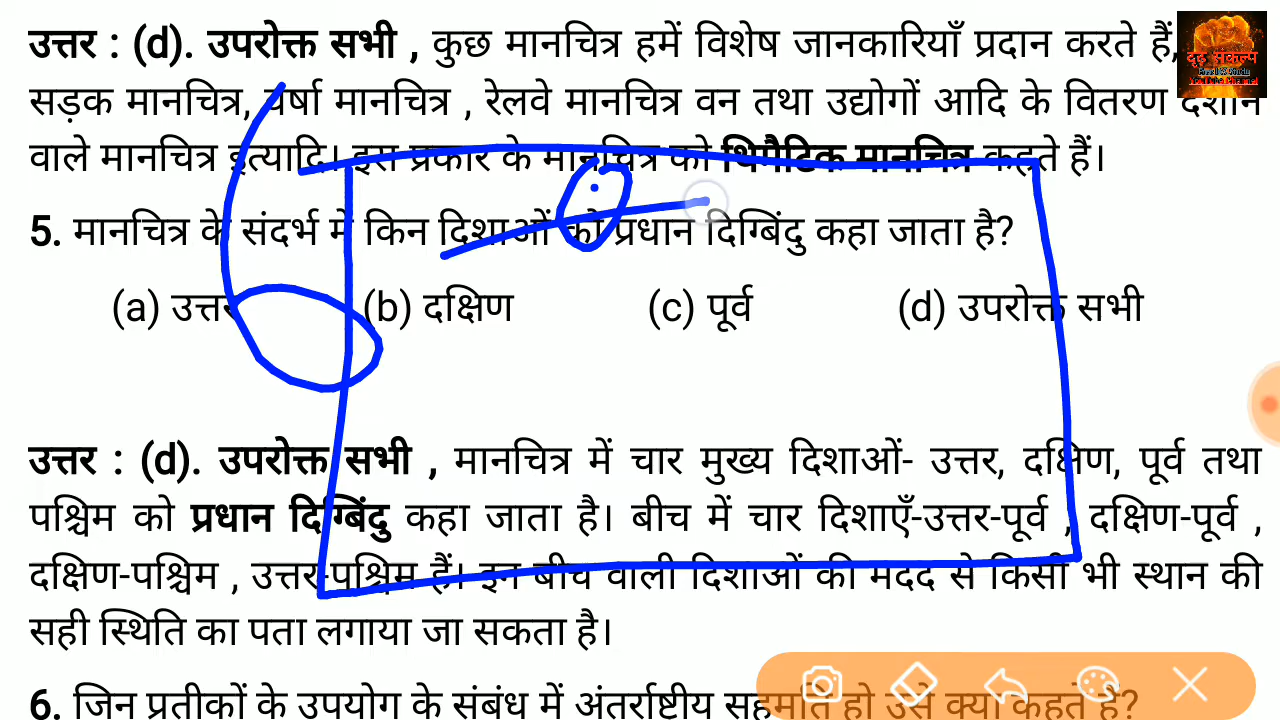 उत्तर : (d). उपरोक्त सभी , कुछ मानचित्र हमें विशेष जानकारियाँ प्रदान करते हैं,
दृढ़ संकल्प
सड़क मानचित्र, वर्षा मानचित्र , रेलवे मानचित्र वन तथा उद्योगों आदि के वितरण दर्शाने
वाले मानचित्र इत्यादि। इस प्रकार के मानचित्र को थिमैटिक मानचित्र कहते हैं।
5. मानचित्र के संदर्भ में किन दिशाओं को प्रधान दिग्बिंदु कहा जाता है?
(a) उत्तर (b) दक्षिण (c) पूर्व (d) उपरोक्त सभी
उत्तर : (d). उपरोक्त सभी , मानचित्र में चार मुख्य दिशाओं- उत्तर, दक्षिण, पूर्व तथा
पश्चिम को प्रधान दिग्बिंदु कहा जाता है। बीच में चार दिशाएँ-उत्तर-पूर्व , दक्षिण-पूर्व ,
दक्षिण-पश्चिम , उत्तर-पश्चिम हैं। इन बीच वाली दिशाओं की मदद से किसी भी स्थान की
सही स्थिति का पता लगाया जा सकता है।
6. जिन प्रतीकों के उपयोग के संबंध में अंतर्राष्ट्रीय सहमति हो उसे क्या कहते हैं?